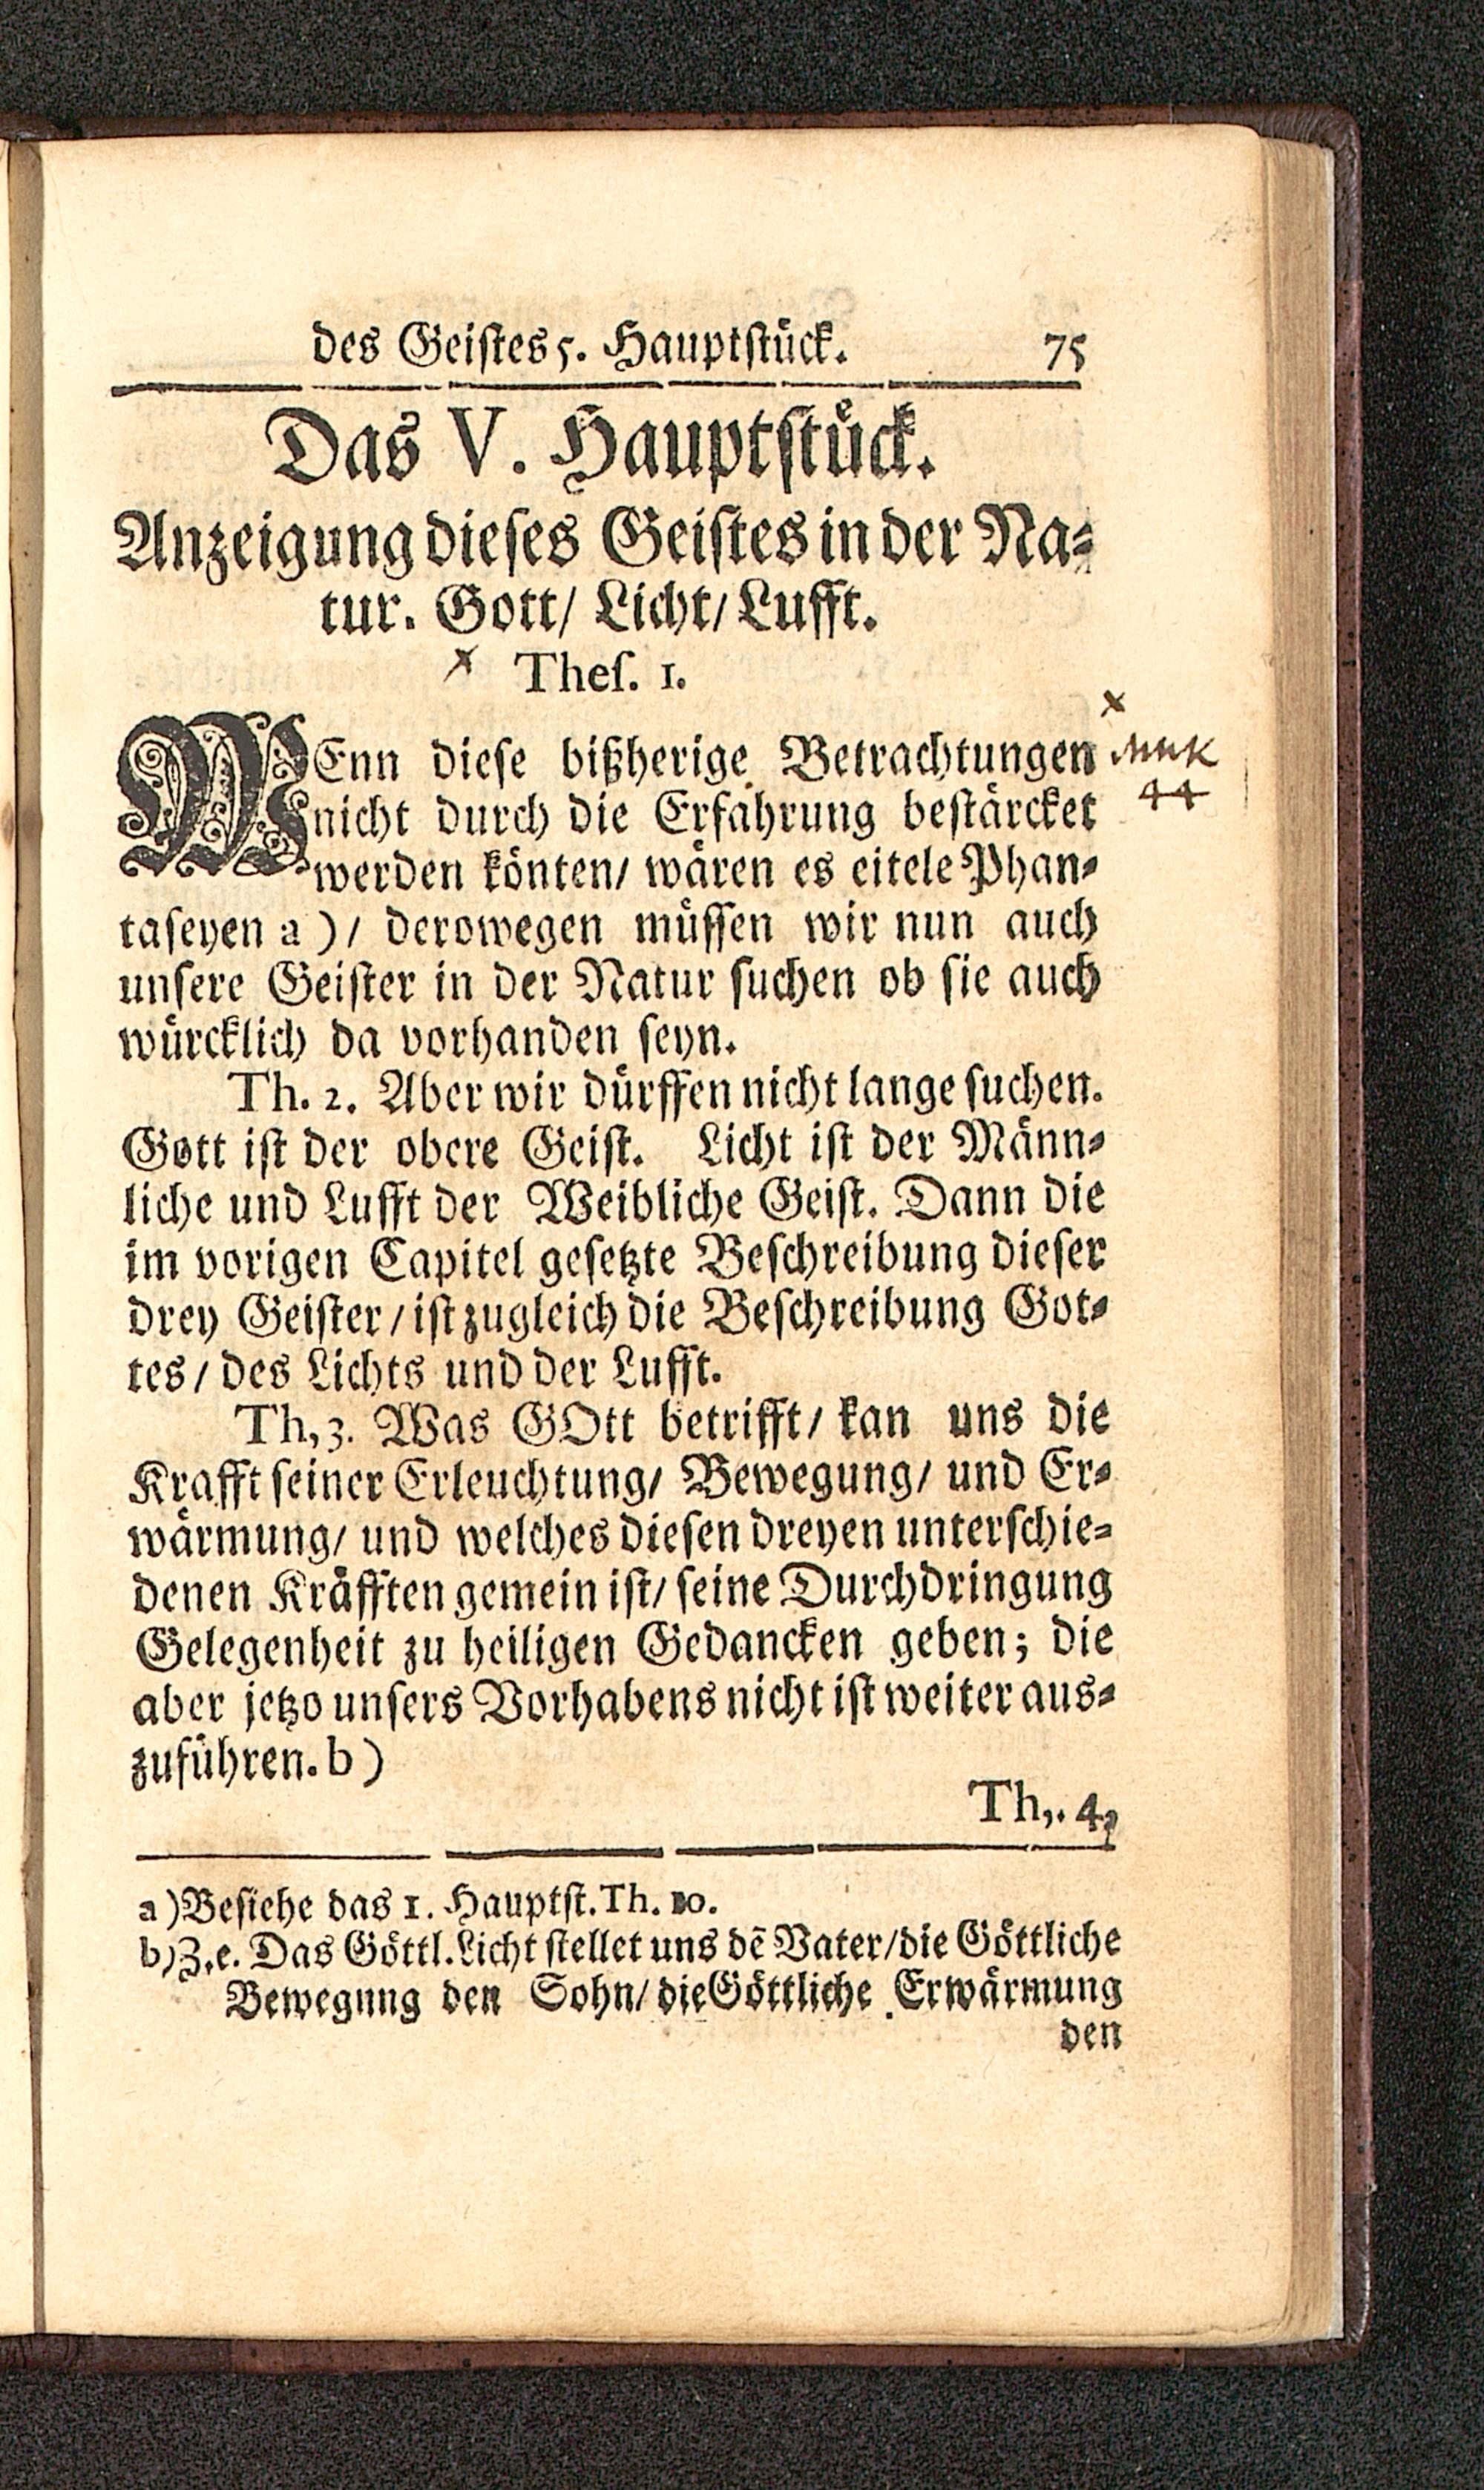 des Geistes 5. Hauptstück. 75
Das V. Hauptstück.
Anzeigung dieses Geistes in der Na-
tur. Gott/ Licht/ Lufft.
x Thes. 1.
x
WEnn diese bißherige Betrachtungen
44
nicht durch die Erfahrung bestärcket
werden könten/ wären es eitele Phan-
taseyen a)/ derowegen müssen wir nun auch
unsere Geister in der Natur suchen ob sie auch
würcklich da vorhanden seyn.
Th. 2. Aber wir dürffen nicht lange suchen.
Gott ist der obere Geist. Licht ist der Männ-
liche und Lufft der Weibliche Geist. Dann die
im vorigen Capitel gesetzte Beschreibung dieser
drey Geister/ ist zugleich die Beschreibung Got-
tes/ des Lichts und der Lufft.
Th, 3. Was GOtt betrifft/ kan uns die
Krafft seiner Erleuchtung/ Bewegung/ und Er-
wärmung/ und welches diesen dreyen unterschie-
denen Kräfften gemein ist/ seine Durchdringung
Gelegenheit zu heiligen Gedancken geben; die
aber jetzo unsers Vorhabens nicht ist weiter aus-
zuführen. b)
Th,. 4,
a) Besiehe das 1. Hauptst. Th. 10.
b) Z. e. Das Göttl. Licht stellet uns dē Vater/ die Göttliche
Bewegung den Sohn/ die Göttliche Erwärmung
den